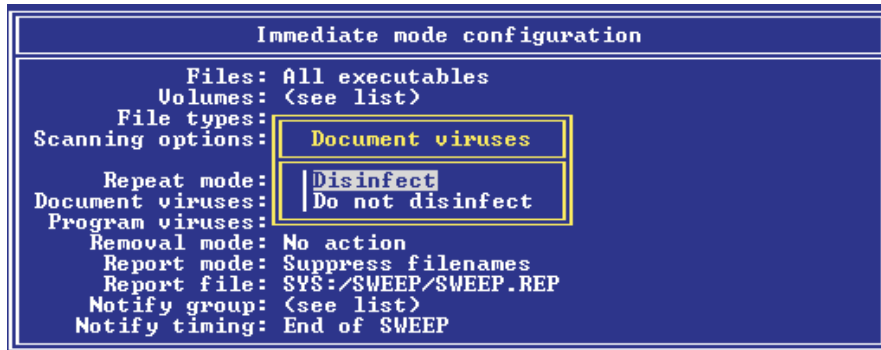 Immediate mode configuration
Files: All executables
Volumes: <see list>
File types:
Scanning options:
Document viruses
Repeat mode:
Disinfect
Document viruses:
Do not disinfect
Program viruses:
Removal mode: No action
Report mode: Suppress filenames
Report file: SYS:/SWEEP/SWEEP.REP
Notify group: <see list>
Notify timing: End of SWEEP